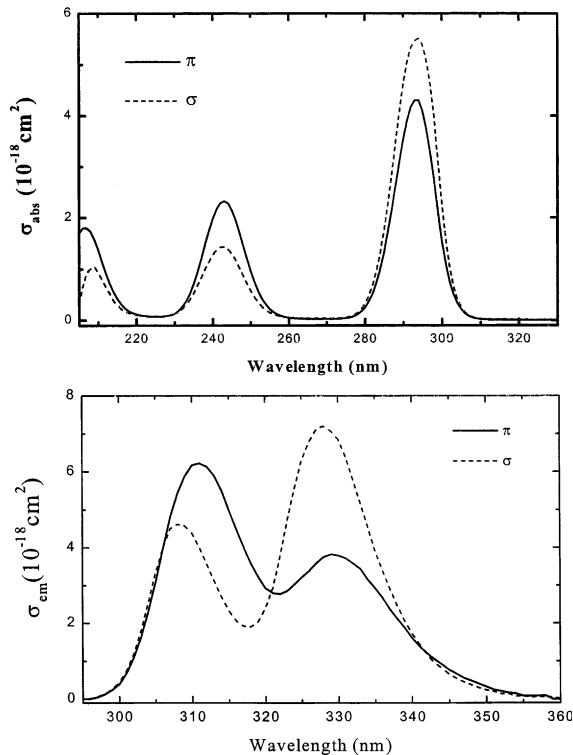 6
4
2
0
π
σ
σabs (10-18cm2)
220 240 260 280 300 320
Wavelength (nm)
8
6
4
2
0
π
σ
σem(10-18cm2)
300 310 320 330 340 350 360
Wavelength (nm)